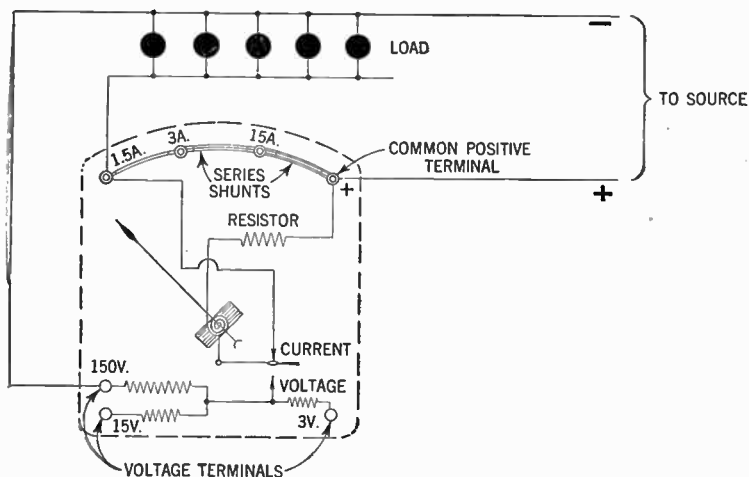 −
LOAD
TO SOURCE
1.5A.
3A.
15A.
COMMON POSITIVE
TERMINAL
SERIES
SHUNTS
+
+
RESISTOR
CURRENT
150V.
VOLTAGE
15V.
3V.
VOLTAGE TERMINALS